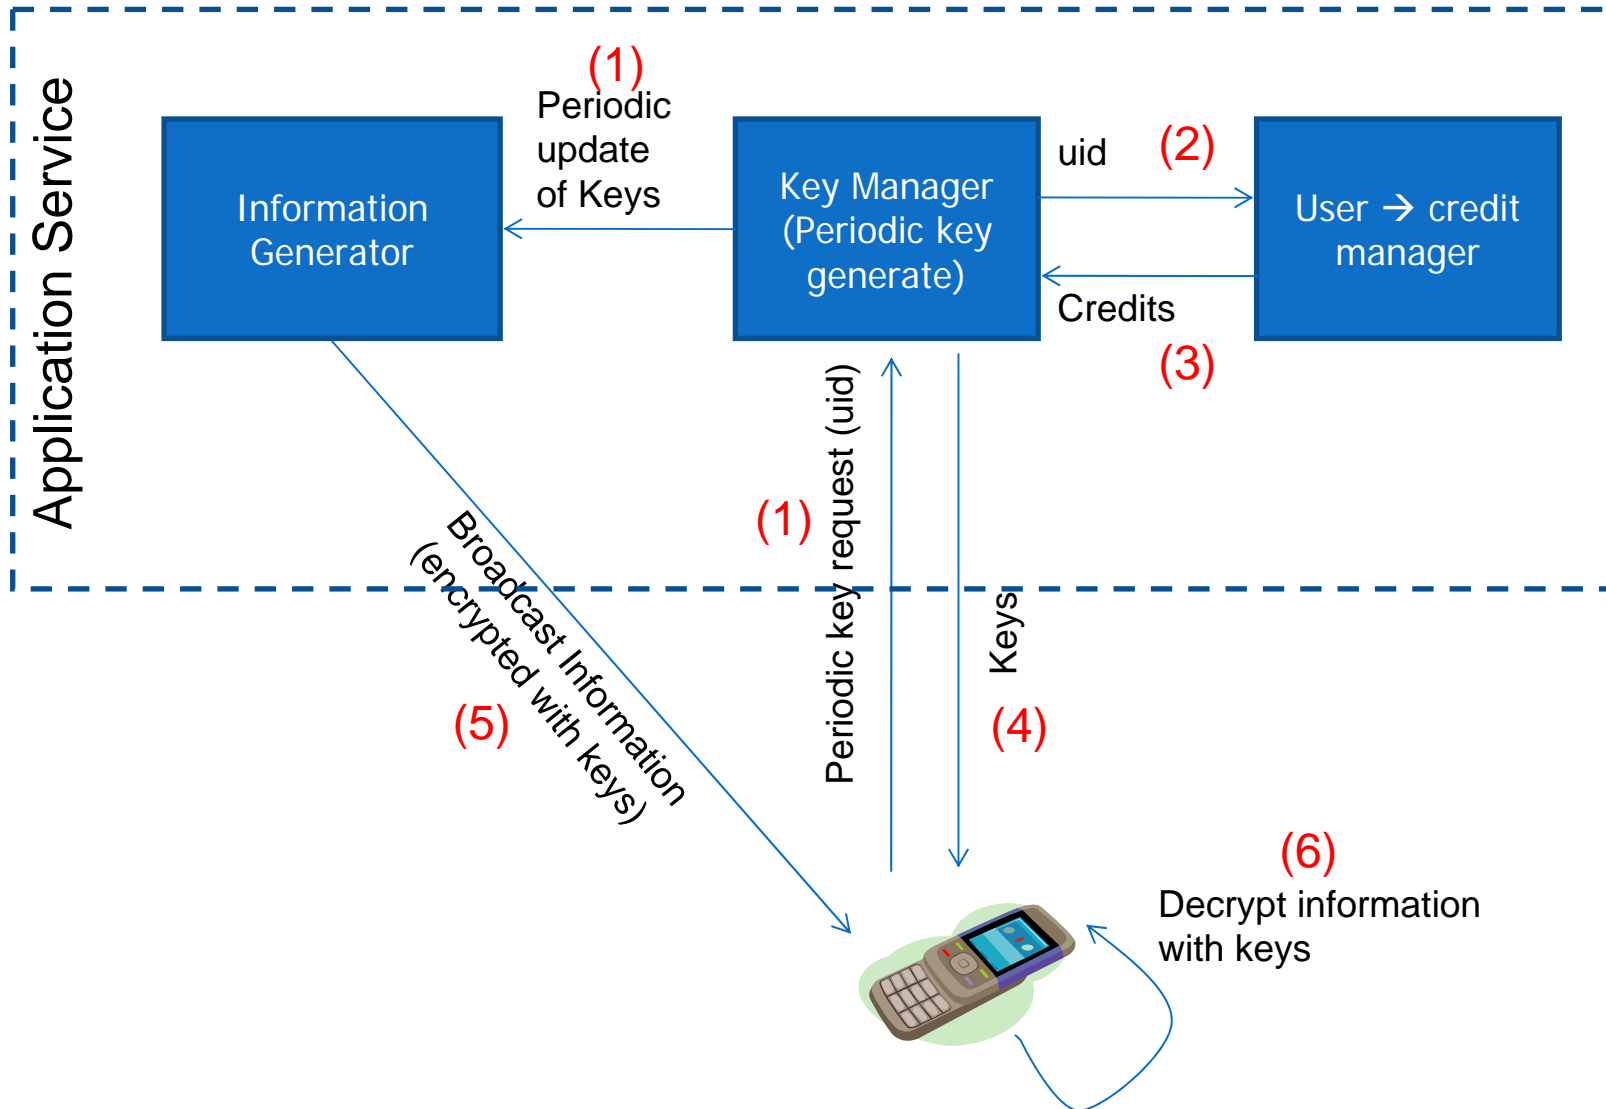 Application Service
(1)
Periodic
update
of Keys
Information
Generator
Key Manager
(Periodic key
generate)
uid
(2)
User → credit
manager
Credits
(3)
Broadcast Information
(encrypted with keys)
(5)
(1)
Periodic key request (uid)
Keys
(4)
(6)
Decrypt information
with keys